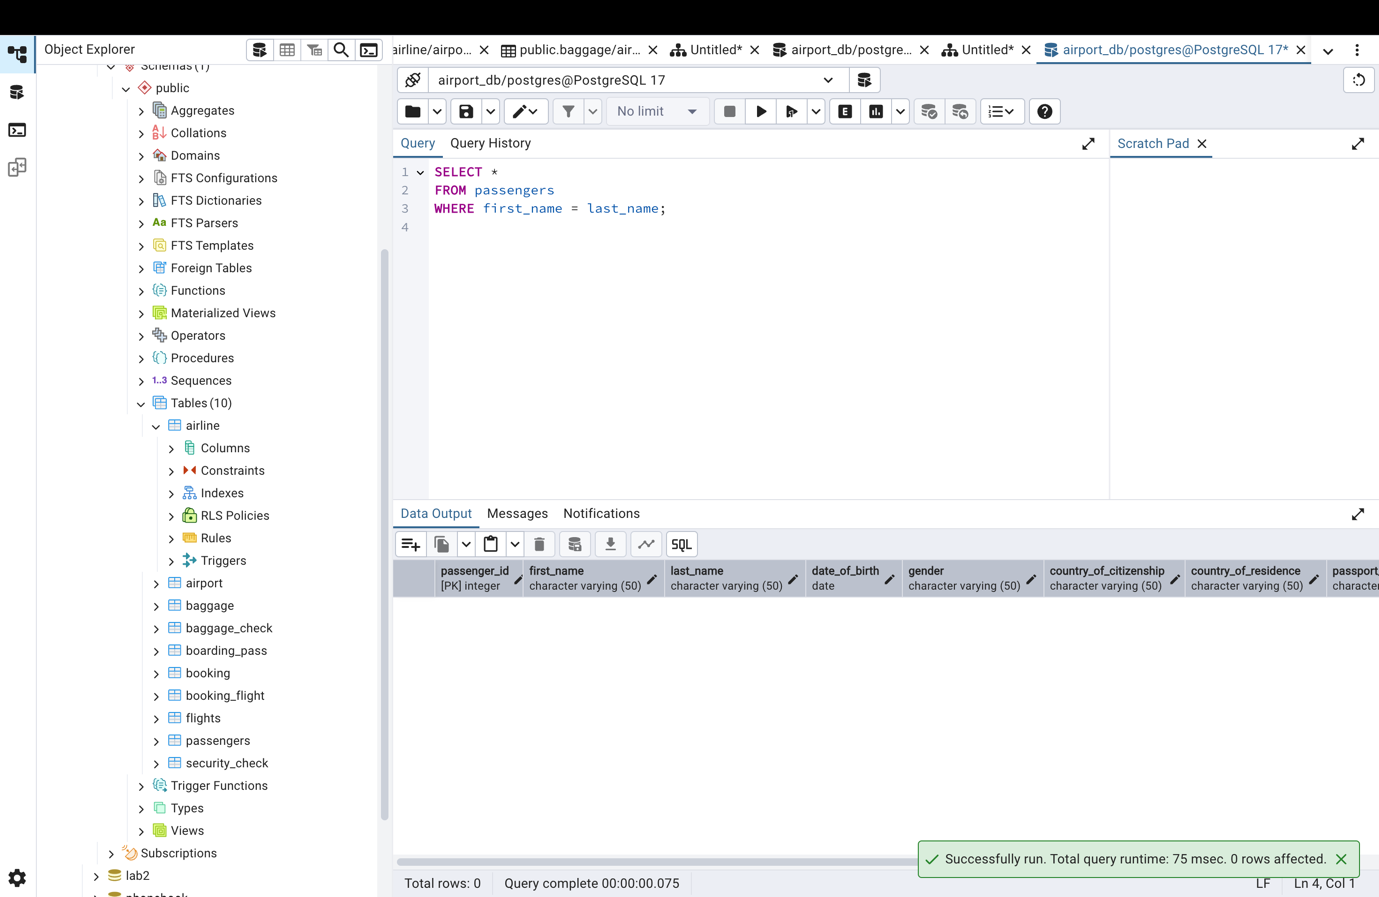 Object Explorer
airline/airpo...
public.baggage/air...
Untitled*
airport_db/postgre...
Untitled*
airport_db/postgres@PostgreSQL 17*
Schemas (1)
public
Aggregates
Collations
Domains
FTS Configurations
FTS Dictionaries
Aa FTS Parsers
FTS Templates
Foreign Tables
Functions
Materialized Views
Operators
Procedures
1..3 Sequences
Tables (10)
airline
Columns
Constraints
Indexes
RLS Policies
Rules
Triggers
airport
baggage
baggage_check
boarding_pass
booking
booking_flight
flights
passengers
security_check
Trigger Functions
Types
Views
Subscriptions
lab2
airport_db/postgres@PostgreSQL 17
No limit
E
Query
Query History
Scratch Pad
1 SELECT *
2 FROM passengers
3 WHERE first_name = last_name;
4
Data Output
Messages
Notifications
SQL
passenger_id
[PK] integer
first_name
character varying (50)
last_name
character varying (50)
date_of_birth
date
gender
character varying (50)
country_of_citizenship
character varying (50)
country_of_residence
character varying (50)
passport_
characte
Successfully run. Total query runtime: 75 msec. 0 rows affected.
Total rows: 0
Query complete 00:00:00.075
LF
Ln 4, Col 1